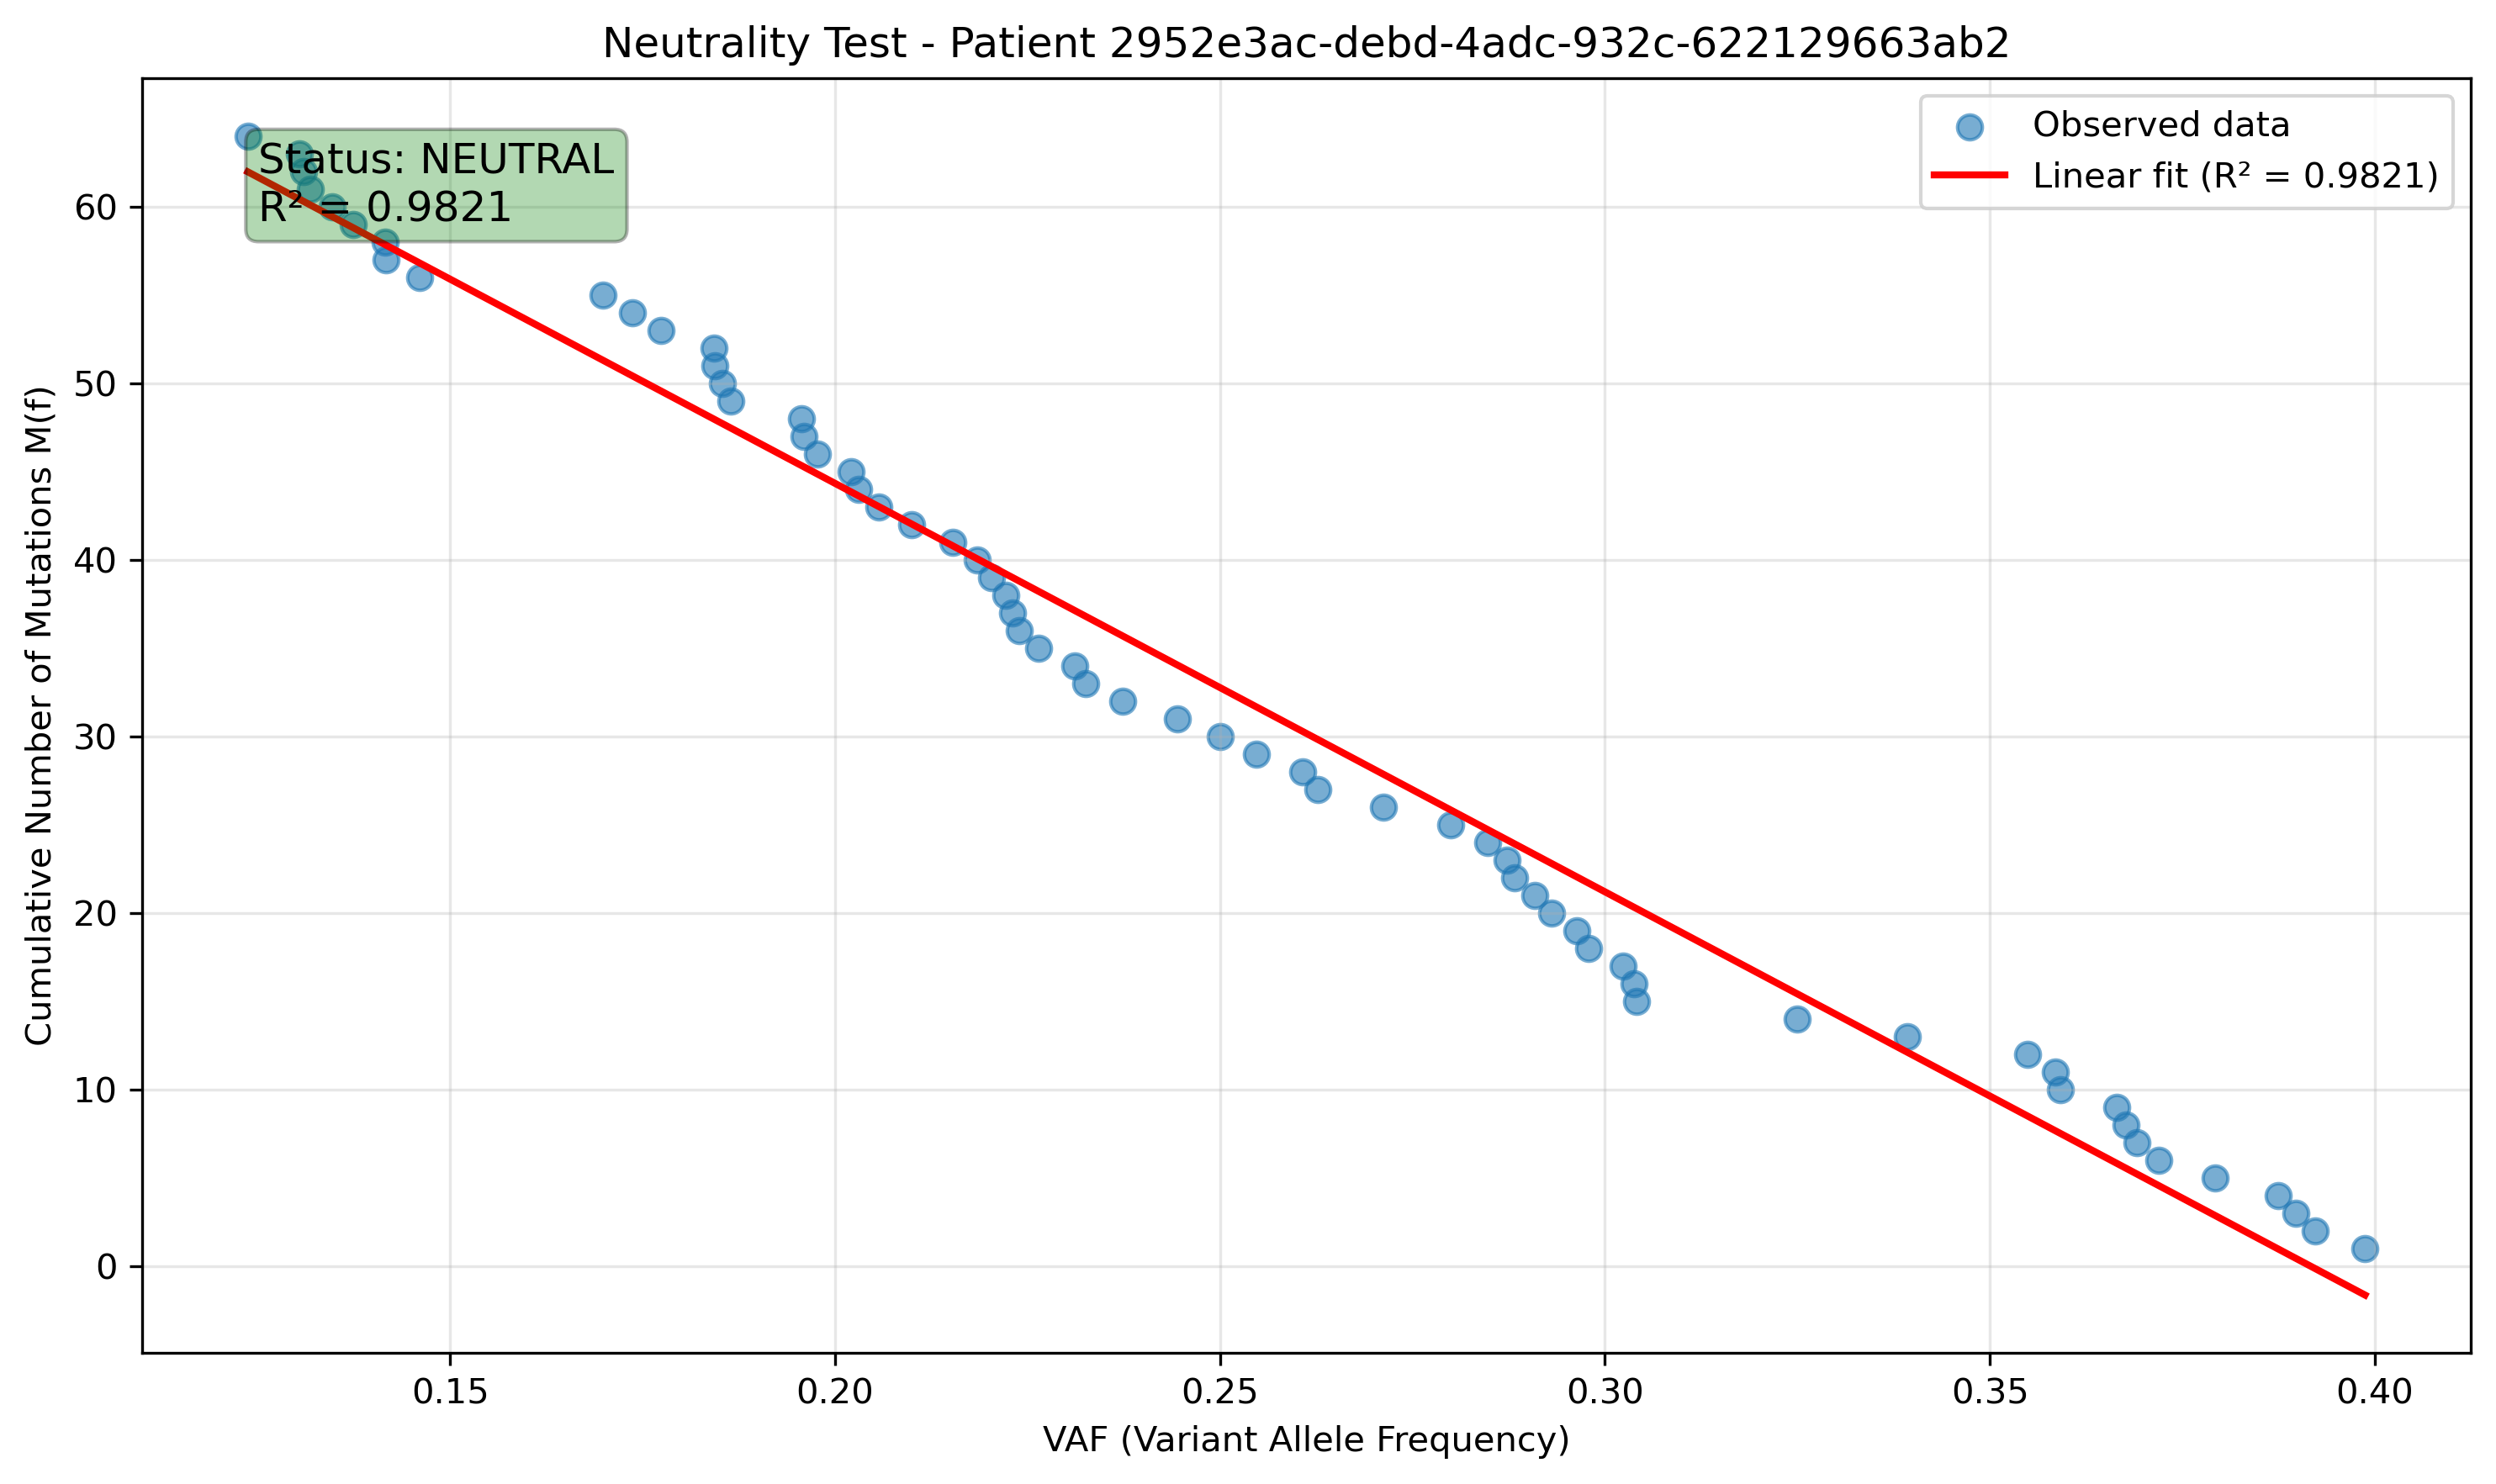 Neutrality Test - Patient 2952e3ac-debd-4adc-932c-622129663ab2
Observed data
Linear fit (R² = 0.9821)
Status: NEUTRAL
R² = 0.9821
Cumulative Number of Mutations M(f)
60
50
40
30
20
10
0
0.15 0.20 0.25 0.30 0.35 0.40
VAF (Variant Allele Frequency)